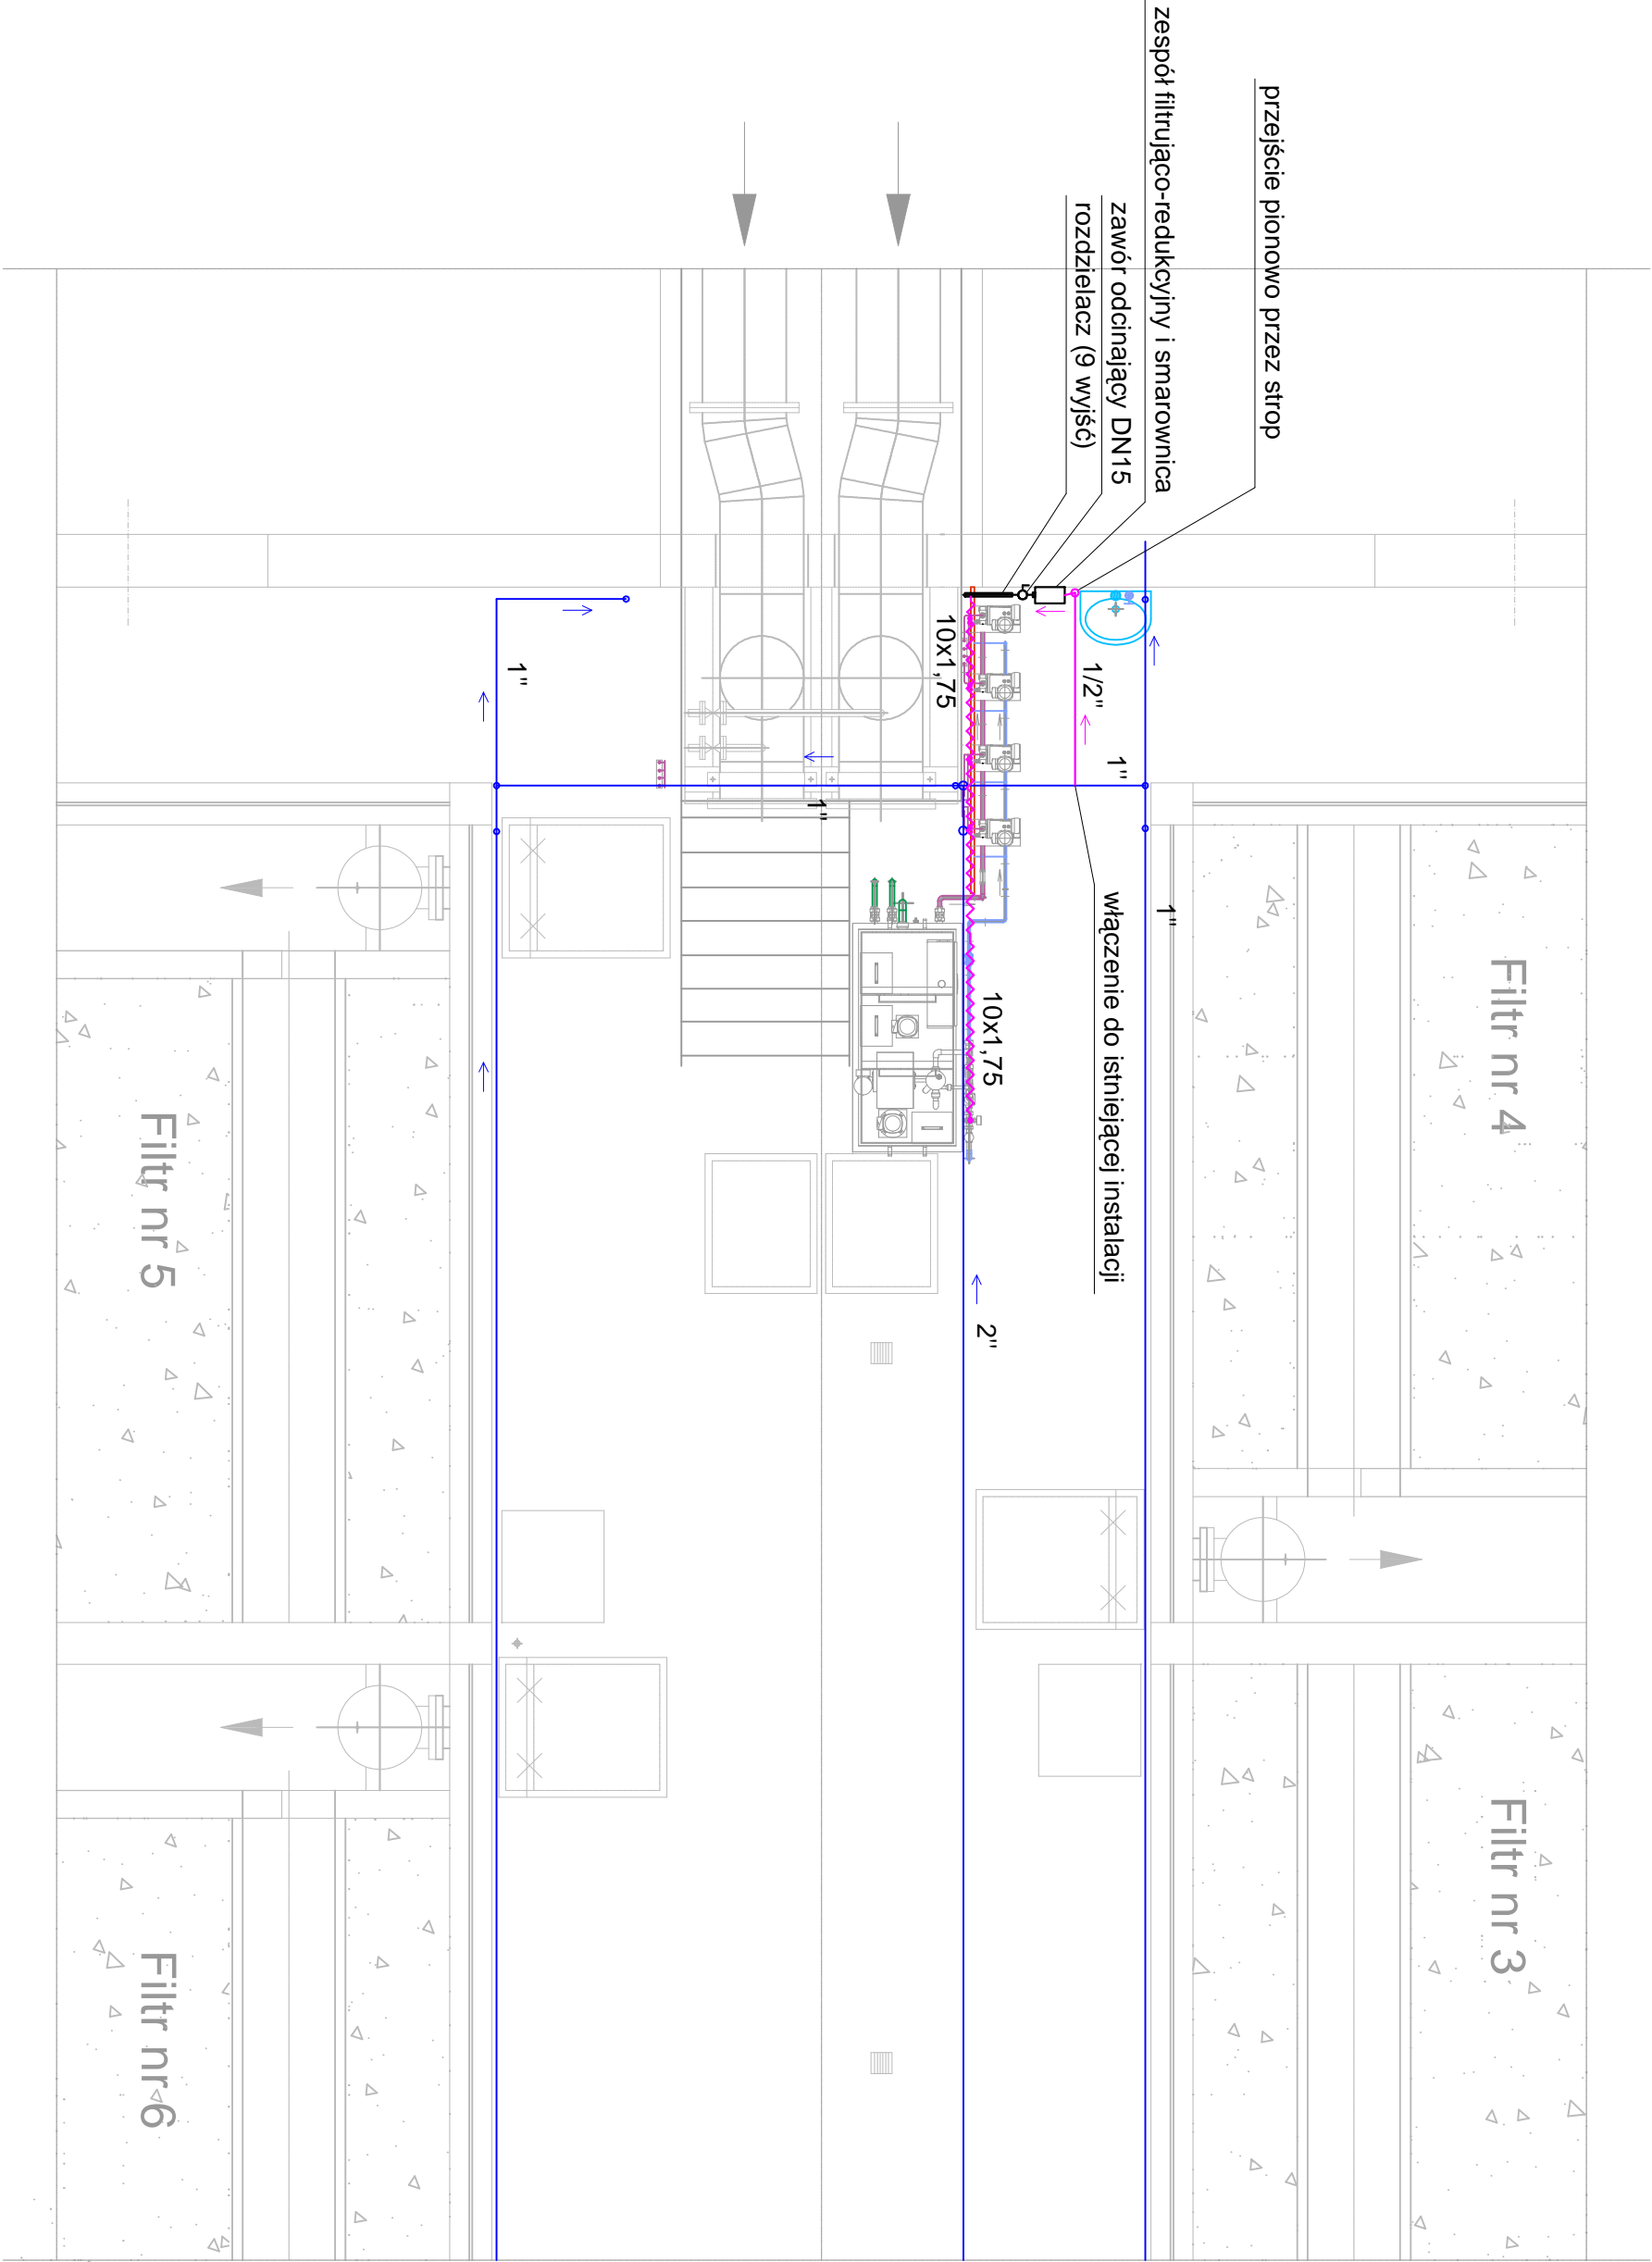 przejście pionowo przez strop
zespół filtrująco-redukcyjny i smarownica
zawór odcinający DN15
rozdzielacz (9 wyjść)
10x1,75
1/2"
1"
1"
1"
1"
włączenie do istniejącej instalacji
10x1,75
2"
Filtr nr 4
Filtr nr 3
Filtr nr 5
Filtr nr 6